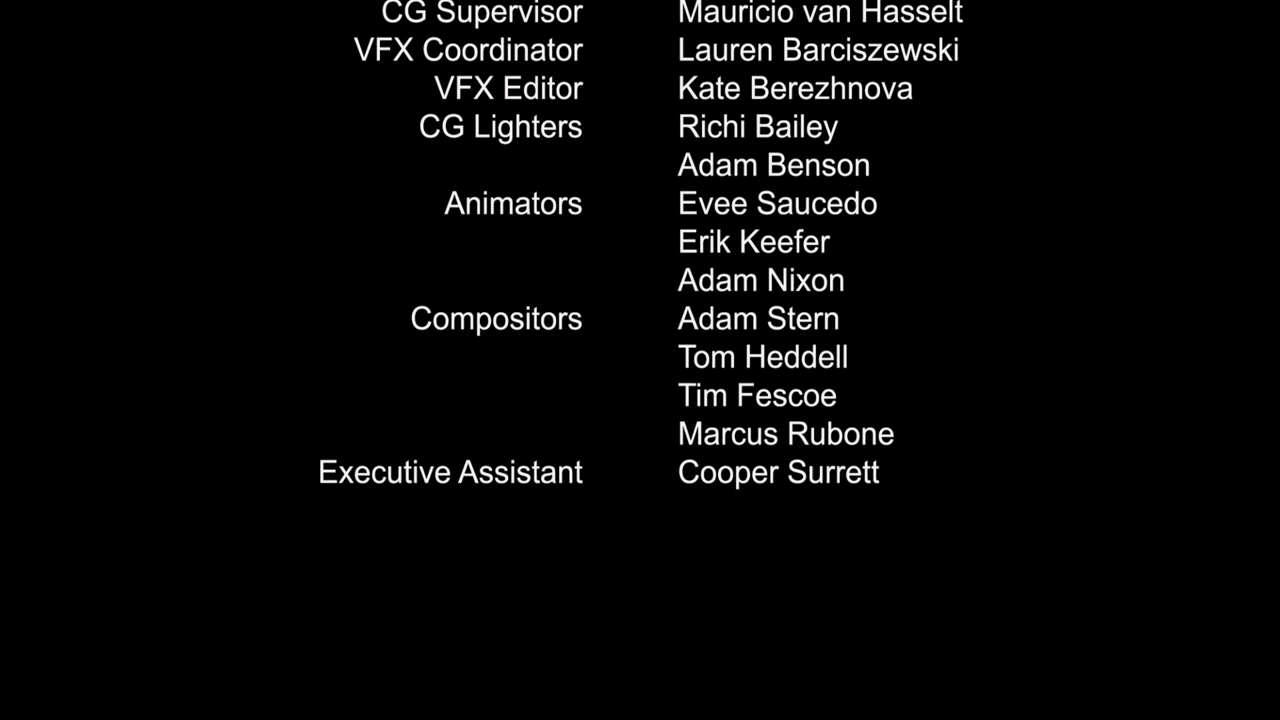 CG Supervisor Mauricio van Hasselt
VFX Coordinator Lauren Barciszewski
VFX Editor Kate Berezhnova
CG Lighters Richi Bailey
Adam Benson
Animators Evee Saucedo
Erik Keefer
Adam Nixon
Compositors Adam Stern
Tom Heddell
Tim Fescoe
Marcus Rubone
Executive Assistant Cooper Surrett